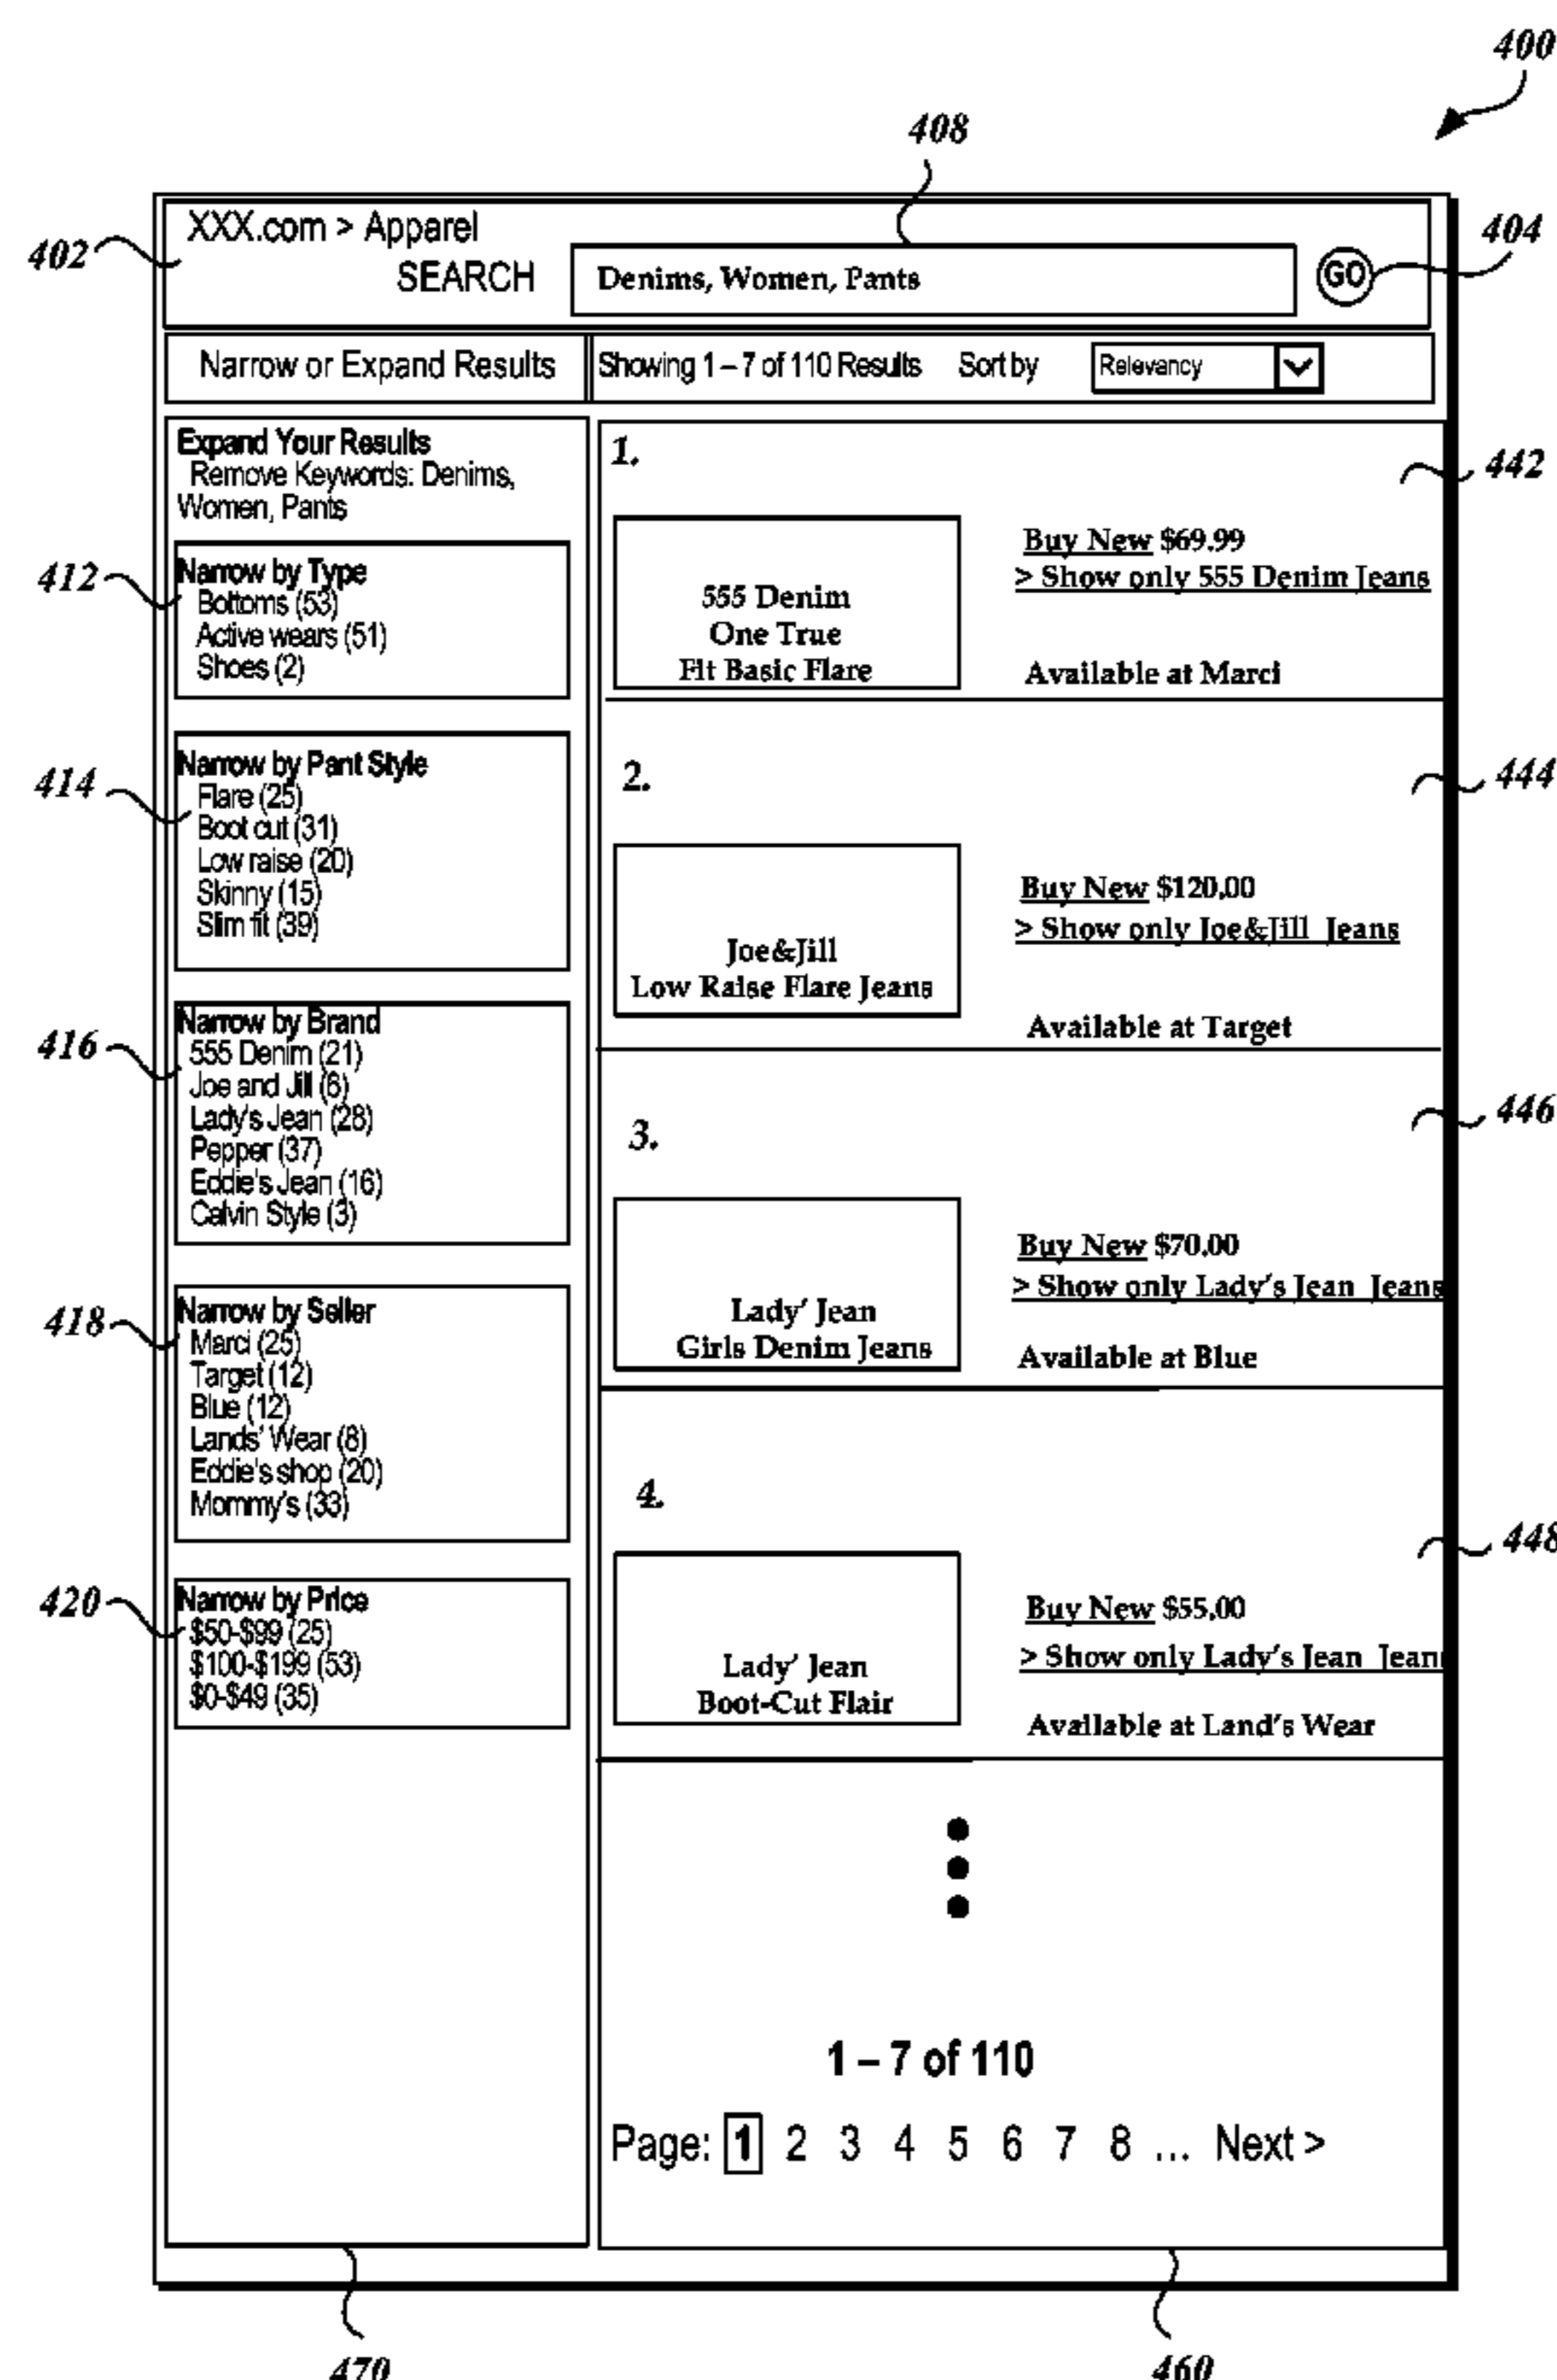 400
408
XXX.com > Apparel
404
402
SEARCH
Denims, Women, Pants
GO
Narrow or Expand Results
Showing 1 – 7 of 110 Results
Sort by
Relevancy
Expand Your Results
Remove Keywords: Denims,
Women, Pants
412
Narrow by Type
Bottoms (53)
Active wears (51)
Shoes (2)
414
Narrow by Pant Style
Flare (25)
Boot cut (31)
Low raise (20)
Skinny (15)
Slim fit (39)
416
Narrow by Brand
555 Denim (21)
Joe and Jill (6)
Lady's Jean (28)
Pepper (37)
Eddie's Jean (16)
Calvin Style (3)
418
Narrow by Seller
Marci (25)
Target (12)
Blue (12)
Lands' Wear (8)
Eddie's shop (20)
Mommy's (33)
420
Narrow by Price
$50-$99 (25)
$100-$199 (53)
$0-$49 (35)
1.
442
555 Denim
One True
Fit Basic Flare
Buy New $69.99
> Show only 555 Denim Jeans
Available at Marci
2.
444
Joe&Jill
Low Raise Flare Jeans
Buy New $120.00
> Show only Joe&Jill Jeans
Available at Target
3.
446
Lady' Jean
Girls Denim Jeans
Buy New $70.00
> Show only Lady's Jean Jeans
Available at Blue
4.
448
Lady' Jean
Boot-Cut Flair
Buy New $55.00
> Show only Lady's Jean Jean
Available at Land's Wear
1 – 7 of 110
Page: 1 2 3 4 5 6 7 8 ... Next >
470
460